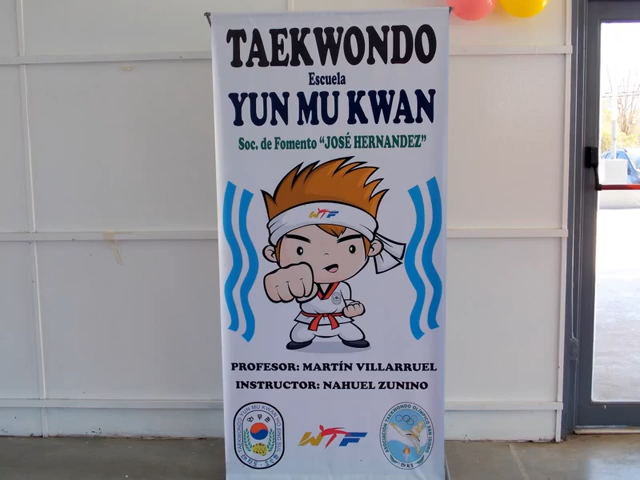 TAEKWONDO
Escuela
YUN MU KWAN
Soc. de Fomento "JOSÉ HERNANDEZ"
WTF
PROFESOR: MARTÍN VILLARRUEL
INSTRUCTOR: NAHUEL ZUNINO
WTF